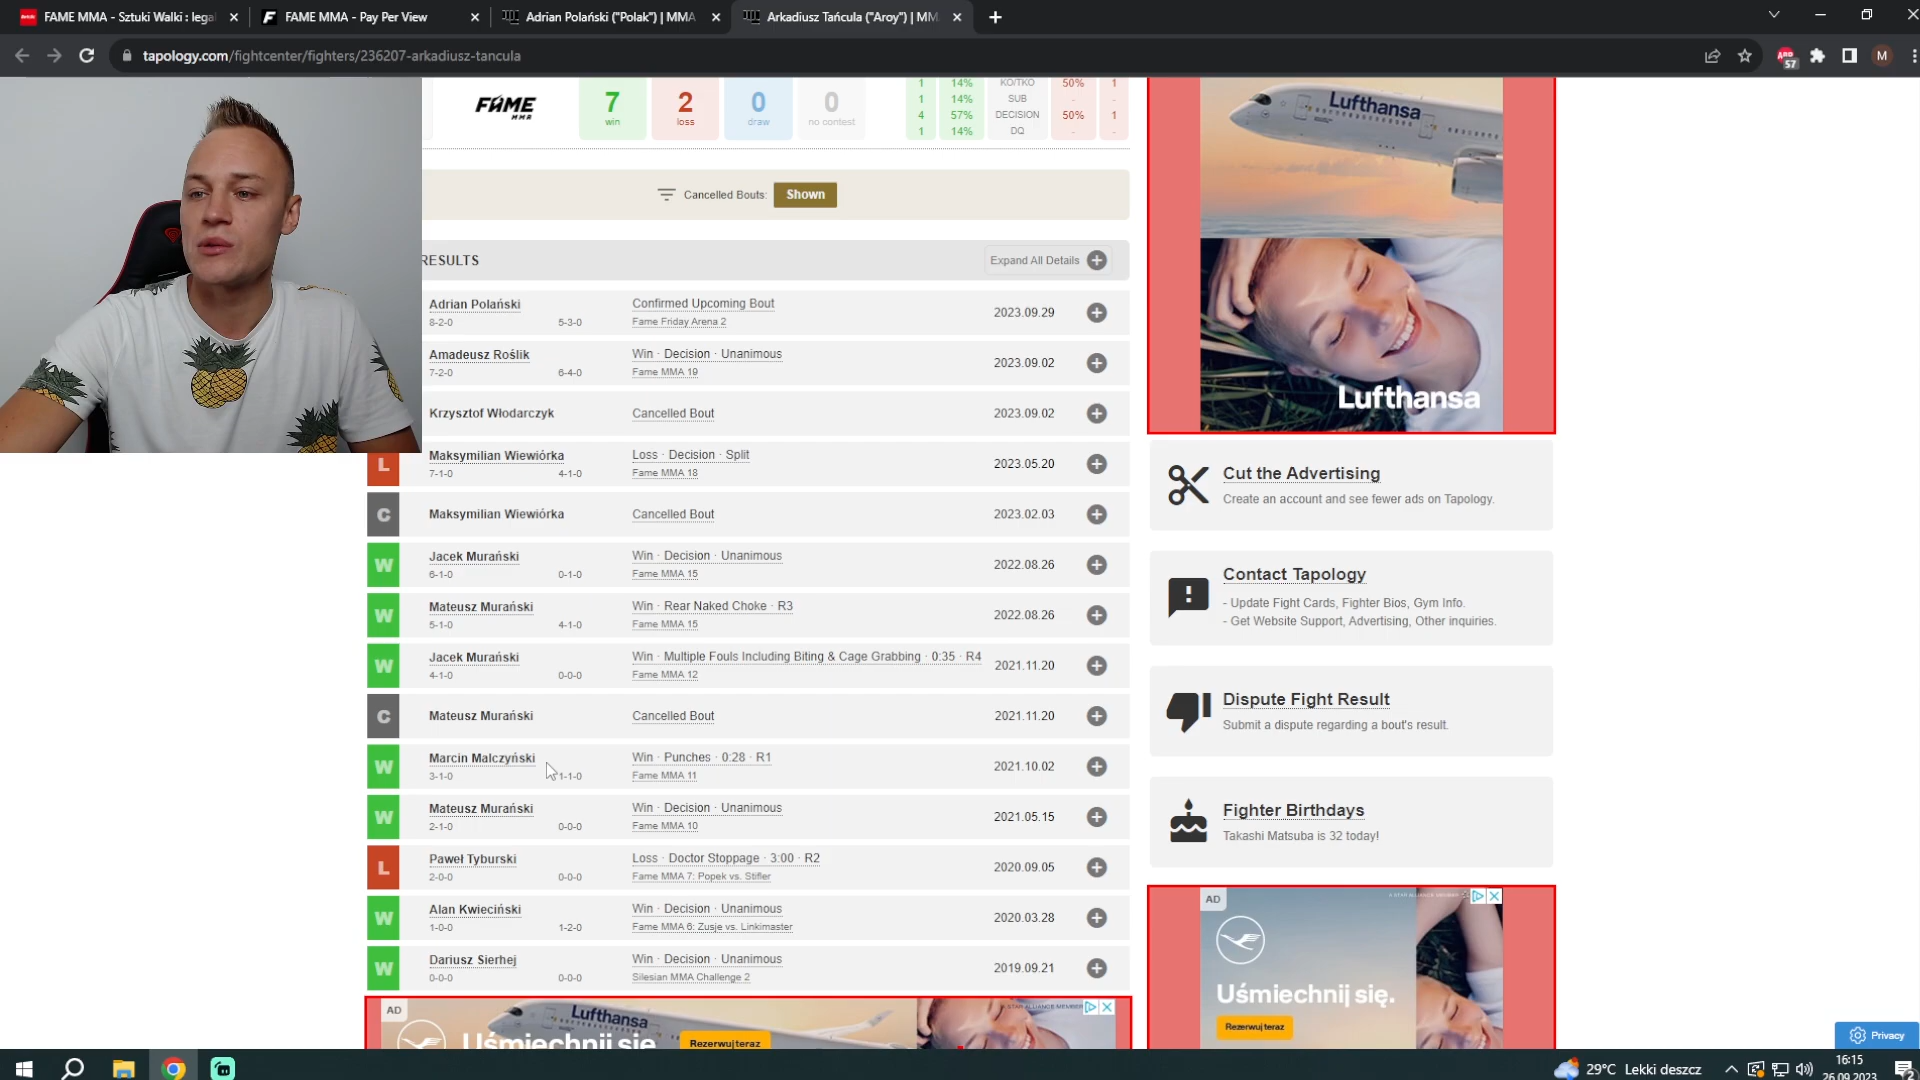 FAME MMA - Sztuki Walki : legal
FAME MMA - Pay Per View
Adrian Polański ("Polak") | MMA
Arkadiusz Tańcula ("Aroy") | MM
tapology.com/fightcenter/fighters/236207-arkadiusz-tancula
57
M
FAME
MMA
7
win
2
loss
0
draw
0
no contest
1 14% KO/TKO 50% 1
1 14% SUB - -
4 57% DECISION 50% 1
1 14% DQ - -
Cancelled Bouts: Shown
RESULTS
Expand All Details
Adrian Polański Confirmed Upcoming Bout 2023.09.29
8-2-0 5-3-0 Fame Friday Arena 2
Amadeusz Roślik Win · Decision · Unanimous 2023.09.02
7-2-0 6-4-0 Fame MMA 19
Krzysztof Włodarczyk Cancelled Bout 2023.09.02
L Maksymilian Wiewiórka Loss · Decision · Split 2023.05.20
7-1-0 4-1-0 Fame MMA 18
C Maksymilian Wiewiórka Cancelled Bout 2023.02.03
W Jacek Murański Win · Decision · Unanimous 2022.08.26
6-1-0 0-1-0 Fame MMA 15
W Mateusz Murański Win · Rear Naked Choke · R3 2022.08.26
5-1-0 4-1-0 Fame MMA 15
W Jacek Murański Win · Multiple Fouls Including Biting & Cage Grabbing · 0:35 · R4 2021.11.20
4-1-0 0-0-0 Fame MMA 12
C Mateusz Murański Cancelled Bout 2021.11.20
W Marcin Malczyński Win · Punches · 0:28 · R1 2021.10.02
3-1-0 1-1-0 Fame MMA 11
W Mateusz Murański Win · Decision · Unanimous 2021.05.15
2-1-0 0-0-0 Fame MMA 10
L Paweł Tyburski Loss · Doctor Stoppage · 3:00 · R2 2020.09.05
2-0-0 0-0-0 Fame MMA 7: Popek vs. Stifler
W Alan Kwieciński Win · Decision · Unanimous 2020.03.28
1-0-0 1-2-0 Fame MMA 6: Zusje vs. Linkimaster
W Dariusz Sierhej Win · Decision · Unanimous 2019.09.21
0-0-0 0-0-0 Silesian MMA Challenge 2
AD
Lufthansa
Uśmiechnij się
Rezerwuj teraz
Lufthansa
Lufthansa
Cut the Advertising
Create an account and see fewer ads on Tapology.
Contact Tapology
- Update Fight Cards, Fighter Bios, Gym Info.
- Get Website Support, Advertising, Other inquiries.
Dispute Fight Result
Submit a dispute regarding a bout's result.
Fighter Birthdays
Takashi Matsuba is 32 today!
AD
A STAR ALLIANCE MEMBER
Uśmiechnij się.
Rezerwuj teraz
Privacy
29°C Lekki deszcz
16:15
26.09.2023
2